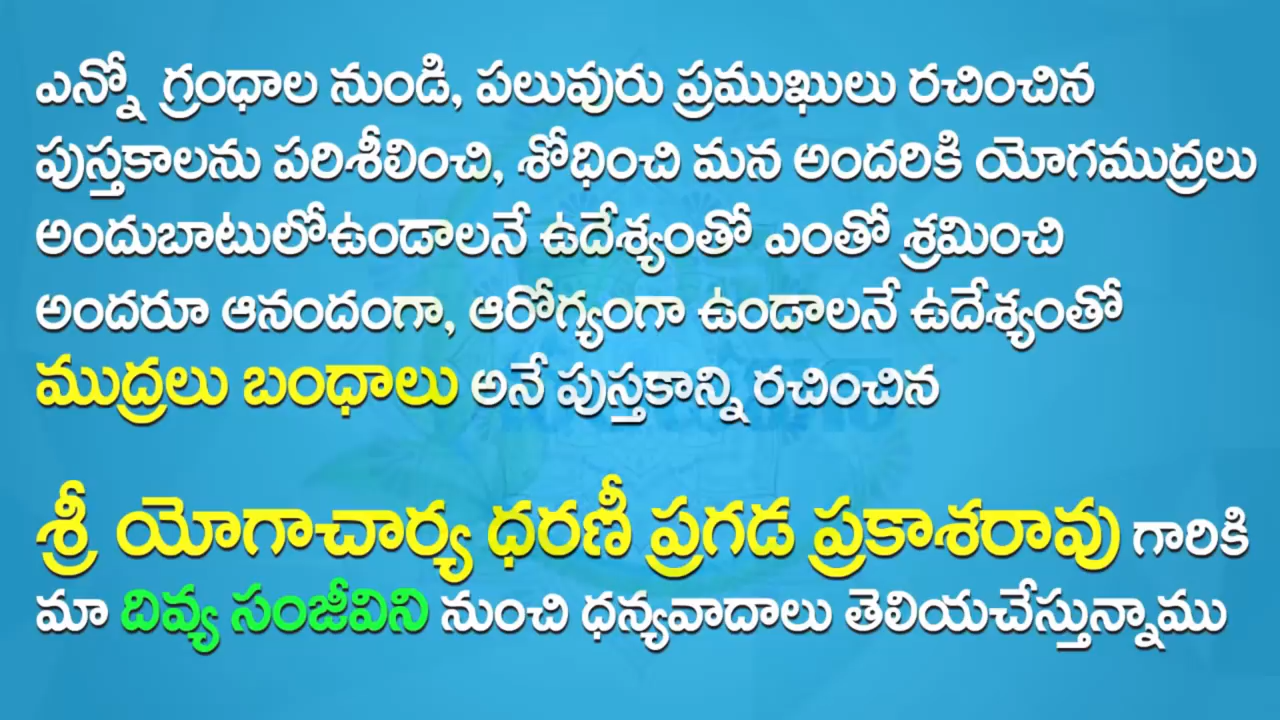 ఎన్నో గ్రంధాల నుండి, పలువురు ప్రముఖులు రచించిన
పుస్తకాలను పరిశీలించి, శోధించి మన అందరికి యోగముద్రలు
అందుబాటులోఉండాలనే ఉదేశ్యంతో ఎంతో శ్రమించి
అందరూ ఆనందంగా, ఆరోగ్యంగా ఉండాలనే ఉదేశ్యంతో
ముద్రలు బంధాలు అనే పుస్తకాన్ని రచించిన
శ్రీ యోగాచార్య ధరణీ ప్రగడ ప్రకాశరావు గారికి
మా దివ్య సంజీవిని నుంచి ధన్యవాదాలు తెలియచేస్తున్నాము